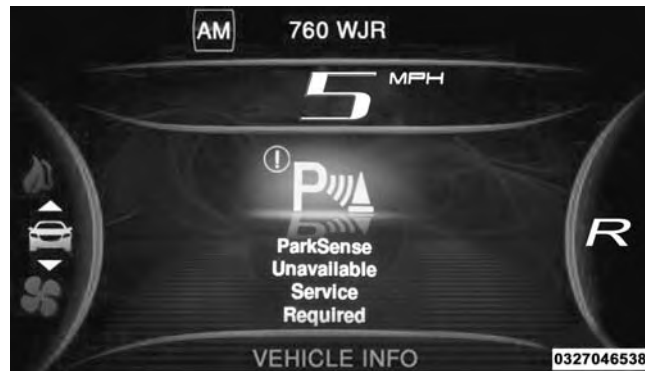 AM 760 WJR
5 MPH
P
R
ParkSense
Unavailable
Service
Required
VEHICLE INFO
0327046538